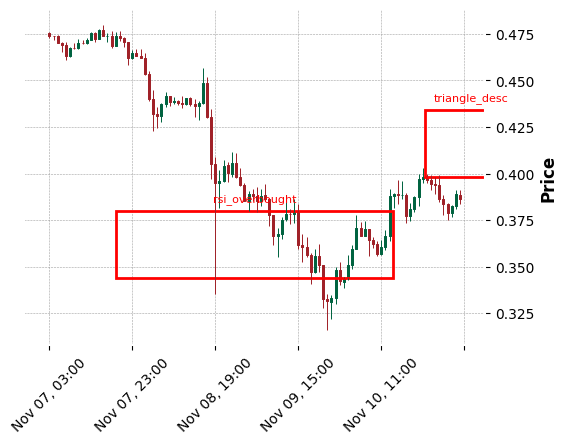 0.475
0.450
triangle_desc
0.425
0.400
Price
rsi_overbought
0.375
0.350
0.325
Nov 07, 03:00
Nov 07, 23:00
Nov 08, 19:00
Nov 09, 15:00
Nov 10, 11:00